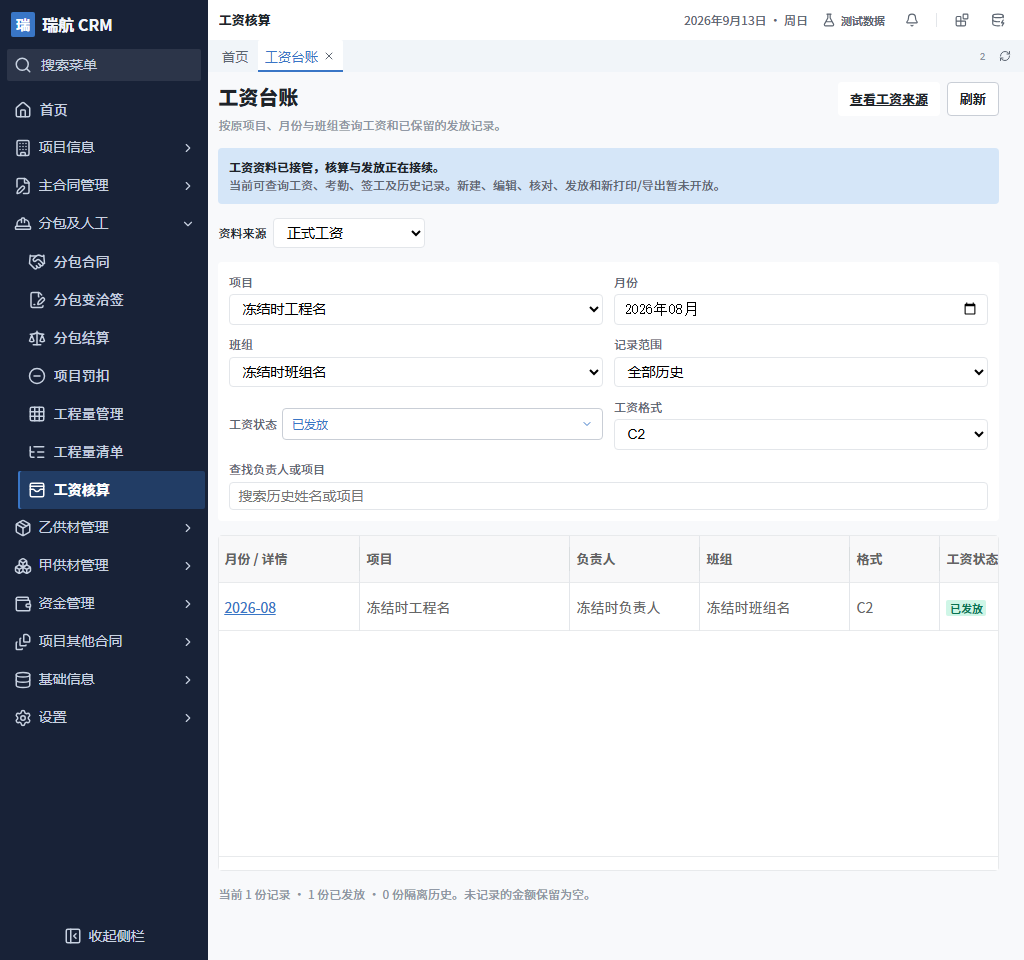 瑞 瑞航 CRM
搜索菜单
首页
项目信息
主合同管理
分包及人工
分包合同
分包变洽签
分包结算
项目罚扣
工程量管理
工程量清单
工资核算
乙供材管理
甲供材管理
资金管理
项目其他合同
基础信息
设置
收起侧栏
工资核算
2026年9月13日 · 周日 测试数据
首页 工资台账 × 2
工资台账
按原项目、月份与班组查询工资和已保留的发放记录。
查看工资来源 刷新
工资资料已接管，核算与发放正在接续。
当前可查询工资、考勤、签工及历史记录。新建、编辑、核对、发放和新打印/导出暂未开放。
资料来源 正式工资
项目 月份
冻结时工程名 2026年08月
班组 记录范围
冻结时班组名 全部历史
工资状态 已发放
工资格式
C2
查找负责人或项目
搜索历史姓名或项目
月份 / 详情 项目 负责人 班组 格式 工资状态
2026-08 冻结时工程名 冻结时负责人 冻结时班组名 C2 已发放
当前 1 份记录 · 1 份已发放 · 0 份隔离历史。未记录的金额保留为空。